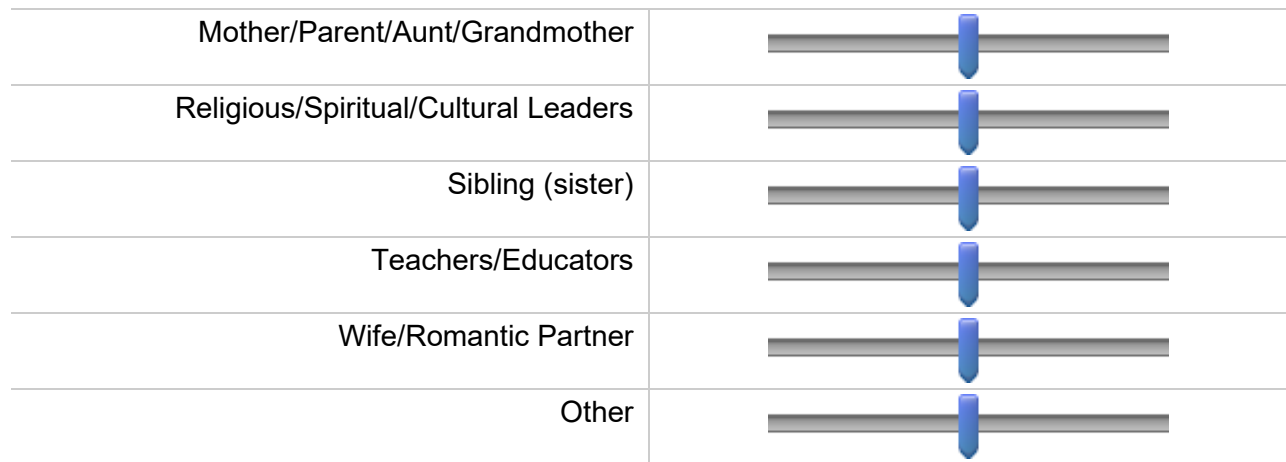 Mother/Parent/Aunt/Grandmother
Religious/Spiritual/Cultural Leaders
Sibling (sister)
Teachers/Educators
Wife/Romantic Partner
Other